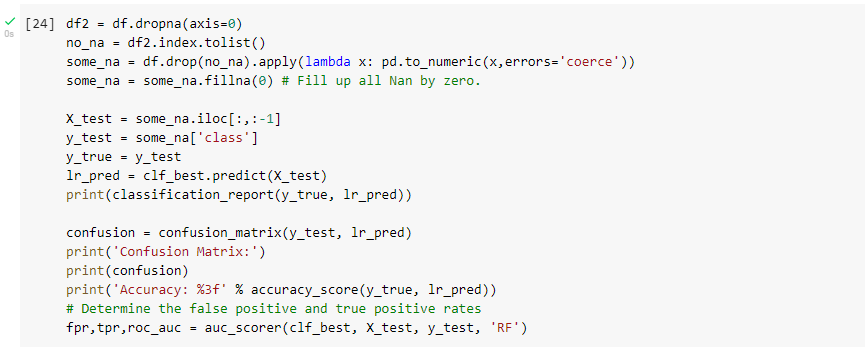 [24] df2 = df.dropna(axis=0)
0s
no_na = df2.index.tolist()
some_na = df.drop(no_na).apply(lambda x: pd.to_numeric(x,errors='coerce'))
some_na = some_na.fillna(0) # Fill up all Nan by zero.
X_test = some_na.iloc[:,:-1]
y_test = some_na['class']
y_true = y_test
lr_pred = clf_best.predict(X_test)
print(classification_report(y_true, lr_pred))
confusion = confusion_matrix(y_test, lr_pred)
print('Confusion Matrix:')
print(confusion)
print('Accuracy: %3f' % accuracy_score(y_true, lr_pred))
# Determine the false positive and true positive rates
fpr,tpr,roc_auc = auc_scorer(clf_best, X_test, y_test, 'RF')